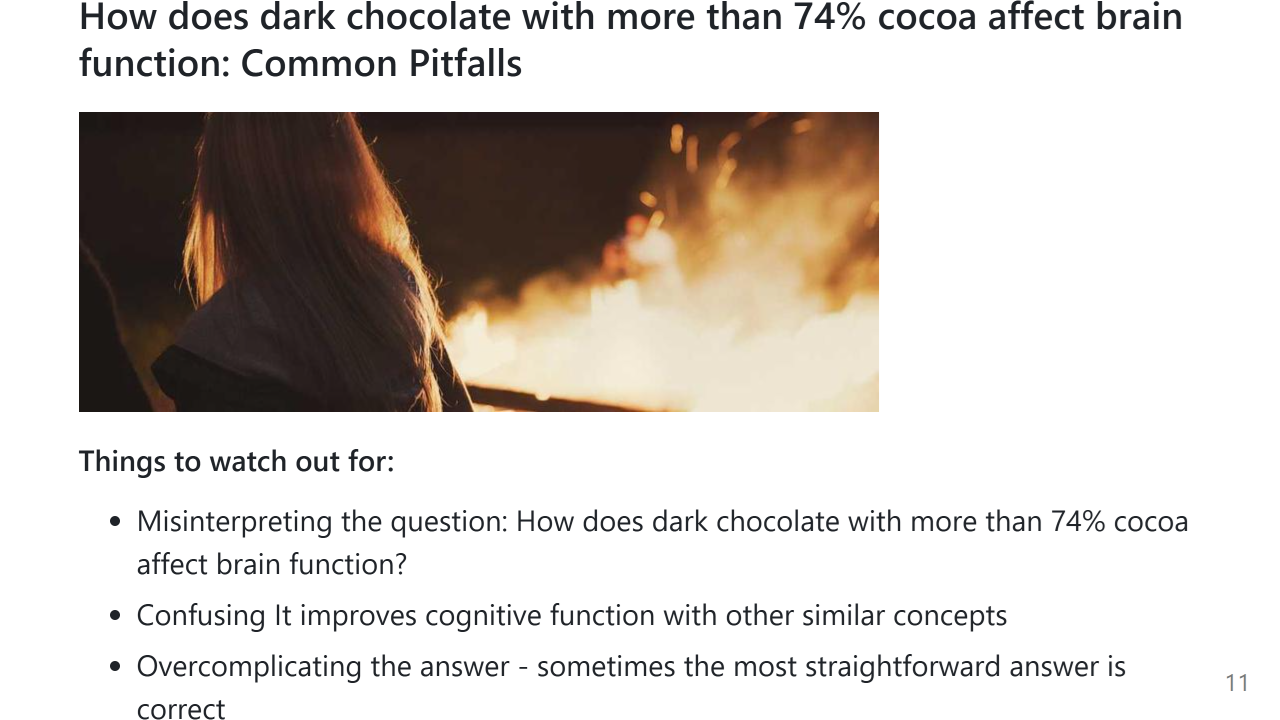 How does dark chocolate with more than 74% cocoa affect brain
function: Common Pitfalls
Things to watch out for:
• Misinterpreting the question: How does dark chocolate with more than 74% cocoa
affect brain function?
• Confusing It improves cognitive function with other similar concepts
• Overcomplicating the answer - sometimes the most straightforward answer is
correct
11